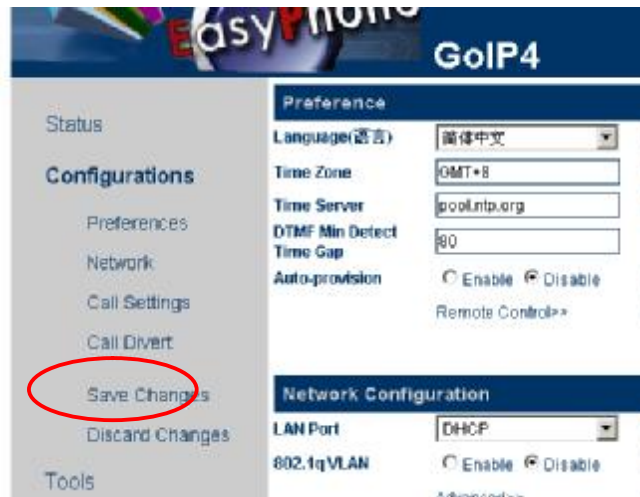 EasyPhone
GoIP4
Status
Configurations
Preferences
Network
Call Settings
Call Divert
Save Changes
Discard Changes
Tools
Preference
Language(语言) 简体中文
Time Zone GMT+8
Time Server pool.ntp.org
DTMF Min Detect
Time Gap 80
Auto-provision Enable Disable
Remote Control>>
Network Configuration
LAN Port DHCP
802.1q VLAN Enable Disable
Advanced>>